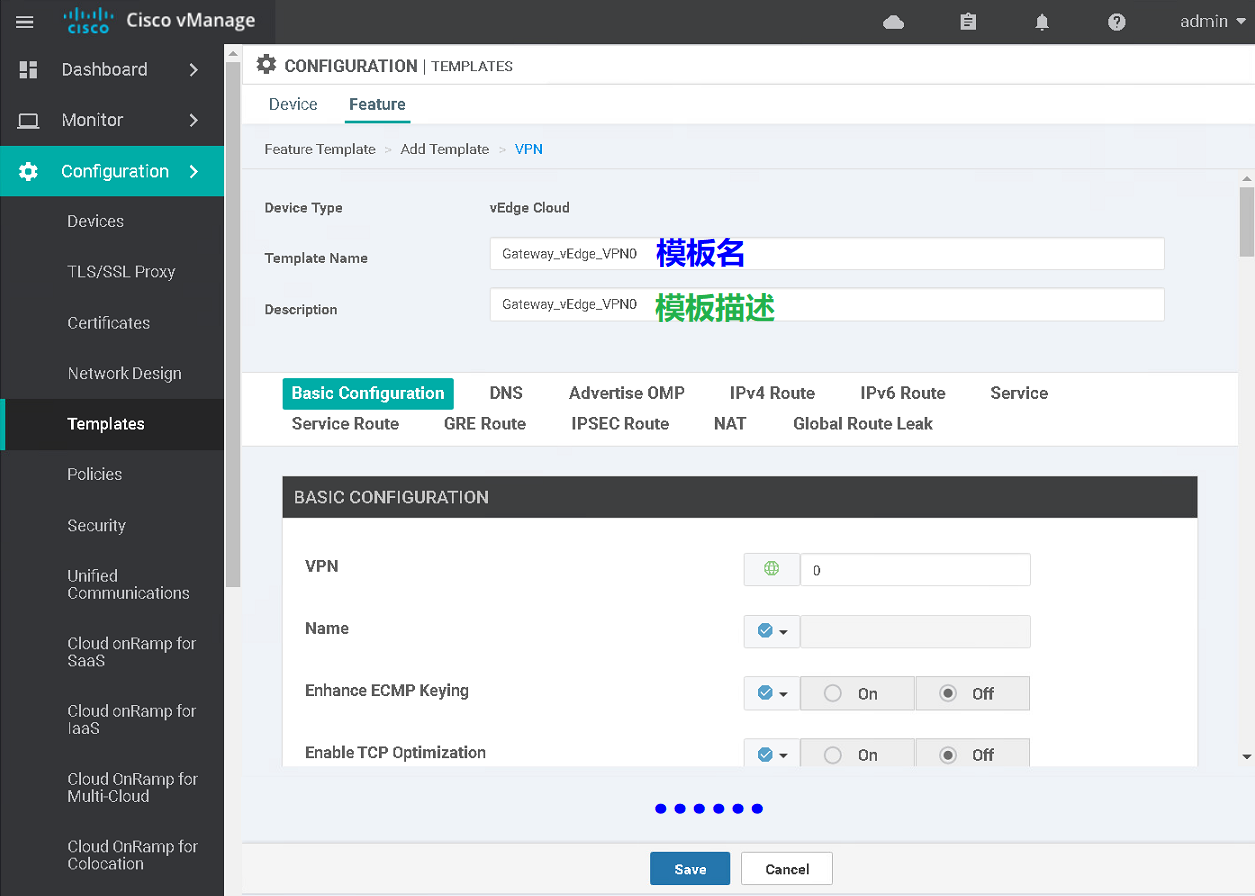 cisco Cisco vManage admin
Dashboard
Monitor
Configuration
Devices
TLS/SSL Proxy
Certificates
Network Design
Templates
Policies
Security
Unified
Communications
Cloud onRamp for
SaaS
Cloud onRamp for
IaaS
Cloud OnRamp for
Multi-Cloud
Cloud OnRamp for
Colocation
CONFIGURATION | TEMPLATES
Device Feature
Feature Template > Add Template > VPN
Device Type vEdge Cloud
Template Name Gateway_vEdge_VPN0 模板名
Description Gateway_vEdge_VPN0 模板描述
Basic Configuration DNS Advertise OMP IPv4 Route IPv6 Route Service
Service Route GRE Route IPSEC Route NAT Global Route Leak
BASIC CONFIGURATION
VPN 0
Name
Enhance ECMP Keying On Off
Enable TCP Optimization On Off
Save Cancel